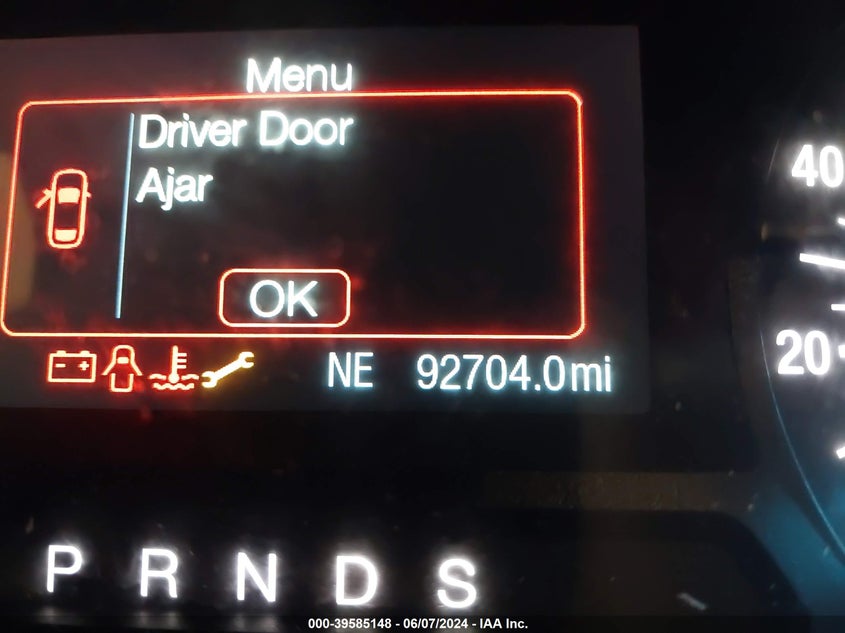 Menu
Driver Door
Ajar
OK
NE 92704.0mi
40
20
P R N D S
000-39585148 - 06/07/2024 - IAA Inc.